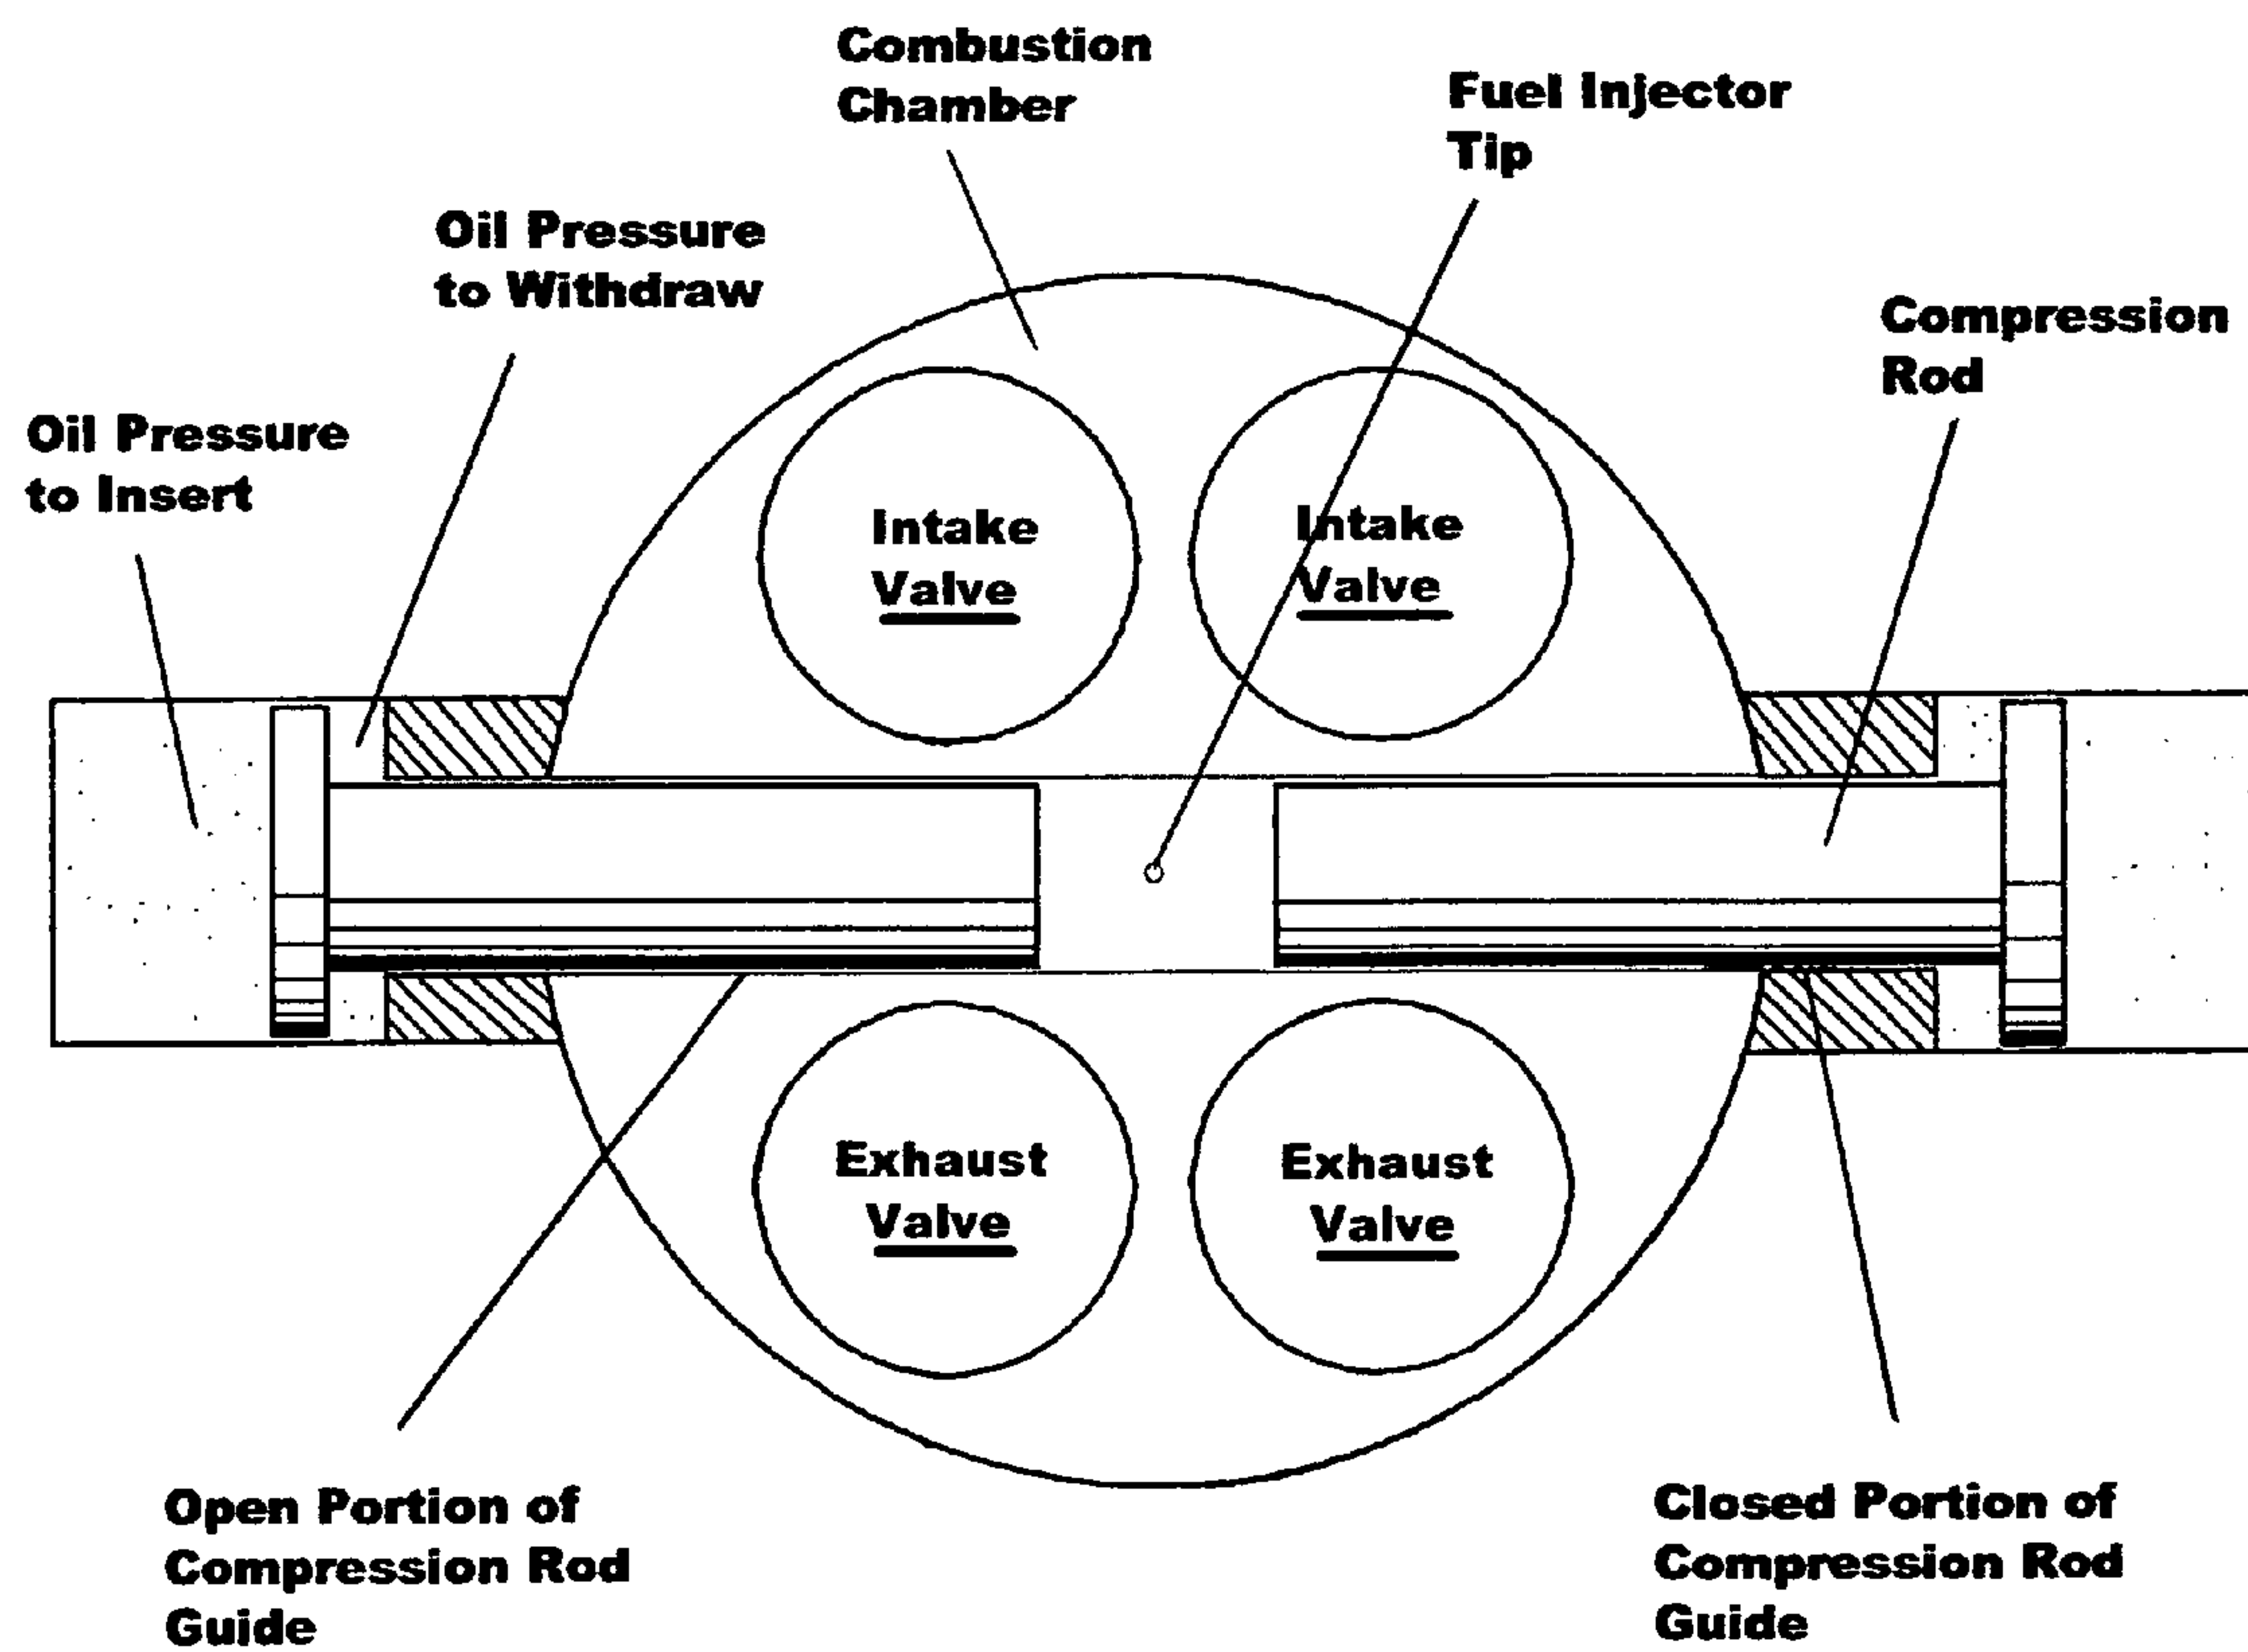 Combustion
Chamber
Fuel Injector
Tip
Oil Pressure
to Withdraw
Compression
Rod
Oil Pressure
to Insert
Intake
Valve
Intake
Valve
Exhaust
Valve
Exhaust
Valve
Open Portion of
Compression Rod
Guide
Closed Portion of
Compression Rod
Guide